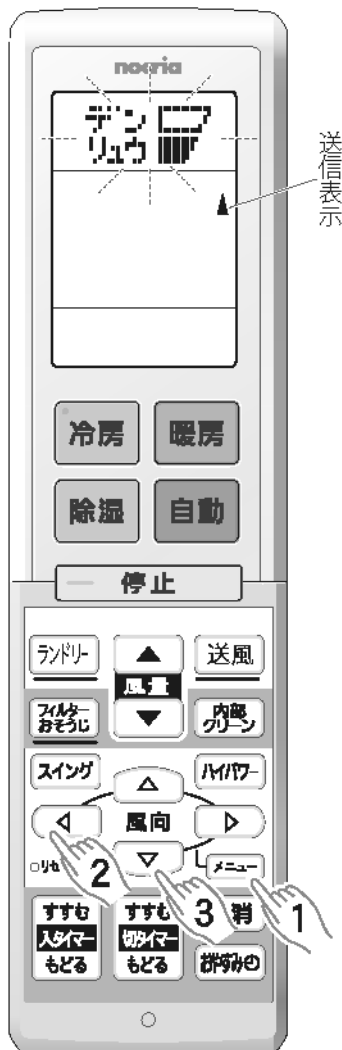 nocria
デンリュウ
送信表示
冷房
暖房
除湿
自動
停止
ランドリー
風量
送風
フィルター
おそうじ
内部
クリーン
スイング
ハイパワー
風向
リセ
メニュー
2
3
1
すすむ
入タイマー
もどる
すすむ
切タイマー
もどる
消
おやすみ